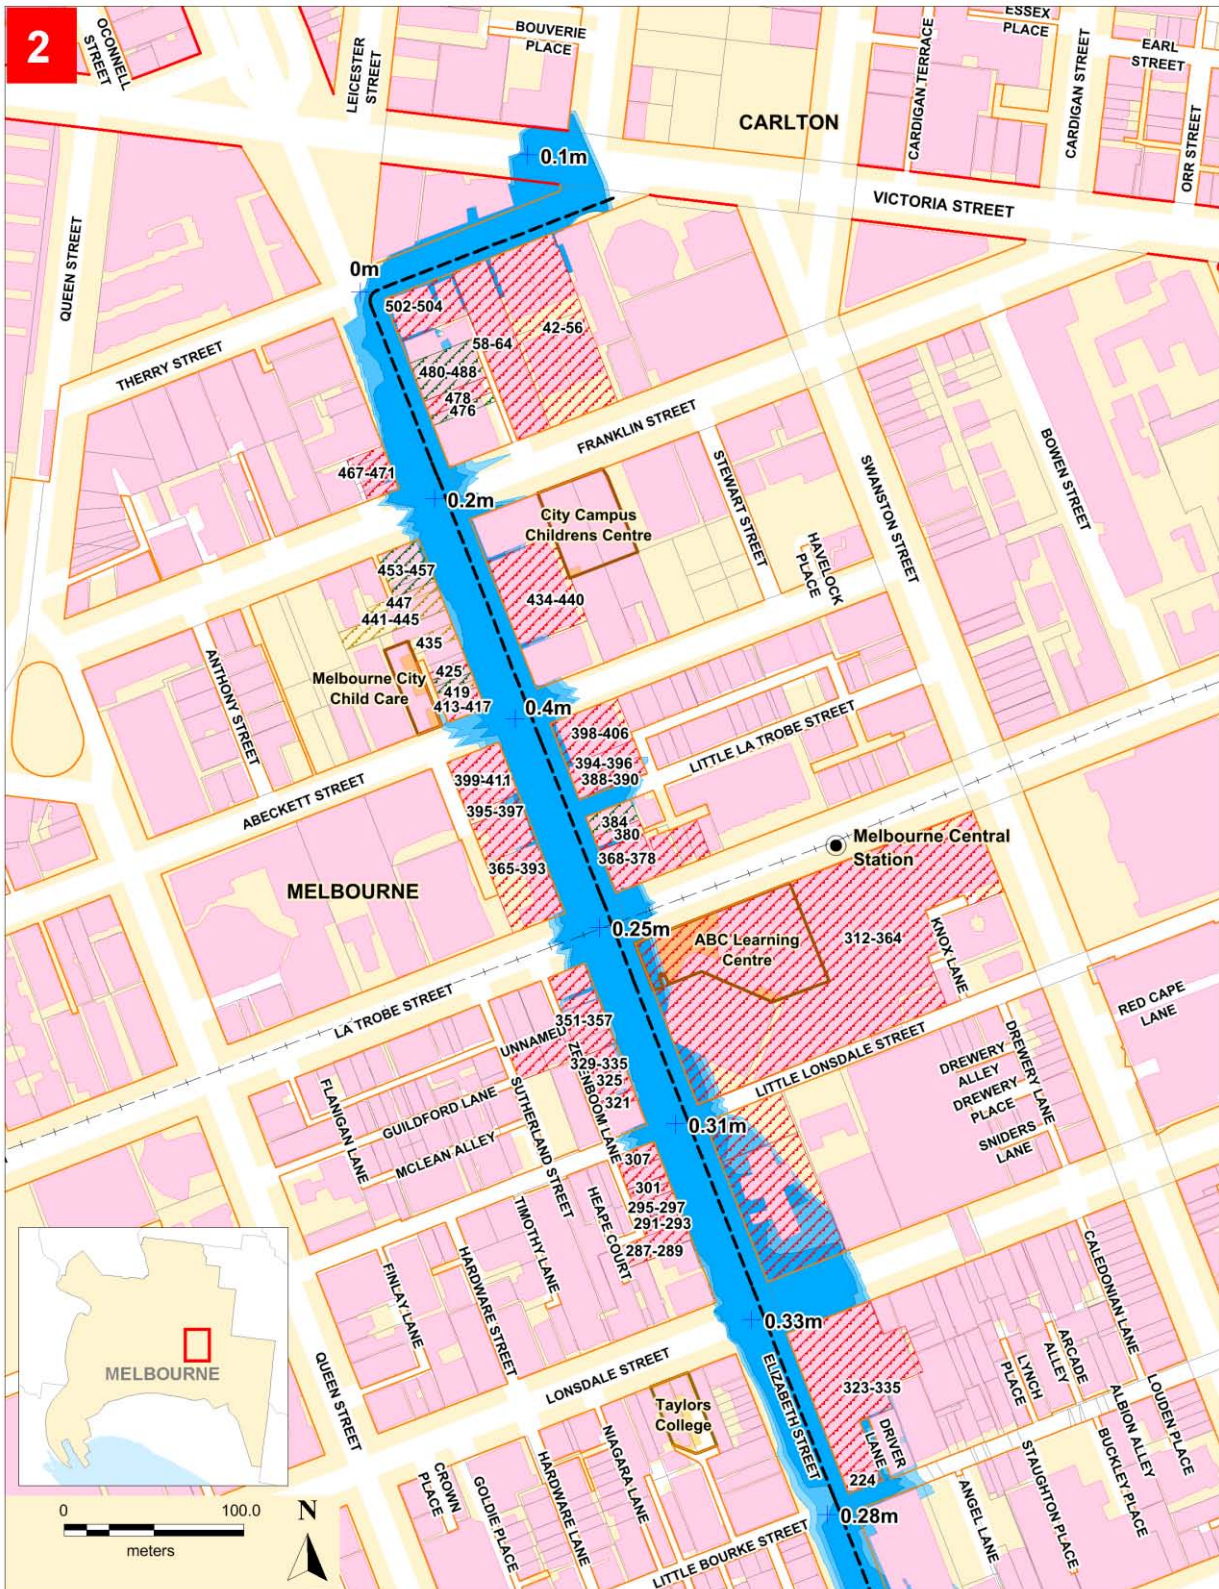 2
OCONNELL
STREET
LEICESTER
STREET
BOUVERIE
PLACE
ESSEX
PLACE
EARL
STREET
CARDIGAN TERRACE
CARDIGAN STREET
ORR STREET
CARLTON
0.1m
VICTORIA STREET
QUEEN STREET
0m
502-504
42-56
58-64
480-488
478
476
THERRY STREET
FRANKLIN STREET
467-471
0.2m
STEWART STREET
SWANSTON STREET
BOWEN STREET
City Campus
Childrens Centre
HAVELOCK
PLACE
453-457
447
441-445
435
434-440
ANTHONY STREET
Melbourne City
Child Care
425
419
413-417
0.4m
398-406
394-396
388-390
LITTLE LA TROBE STREET
399-411
ABECKETT STREET
395-397
384
380
368-378
Melbourne Central
Station
365-393
MELBOURNE
0.25m
ABC Learning
Centre
312-364
KNOX LANE
LA TROBE STREET
351-357
RED CAPE
LANE
UNNAMED
ZEVENBOOM LANE
329-335
325
321
LITTLE LONSDALE STREET
DREWERY
ALLEY
DREWERY LANE
DREWERY
PLACE
SNIDERS
LANE
FLANIGAN LANE
GUILDFORD LANE
SUTHERLAND STREET
MCLEAN ALLEY
0.31m
307
301
295-297
291-293
287-289
HEAPE COURT
TIMOTHY LANE
HARDWARE STREET
FINLAY LANE
CALEDONIAN LANE
0.33m
MELBOURNE
QUEEN STREET
LONSDALE STREET
ELIZABETH STREET
323-335
LYNCH
PLACE
ARCADE
ALLEY
ALBION ALLEY
LOUDEN PLACE
Taylors
College
DRIVER
LANE
224
NIAGARA LANE
HARDWARE LANE
CROWN
PLACE
GOLDIE PLACE
BUCKLEY PLACE
STAUGHTON PLACE
ANGEL LANE
0.28m
LITTLE BOURKE STREET
0
100.0
meters
N